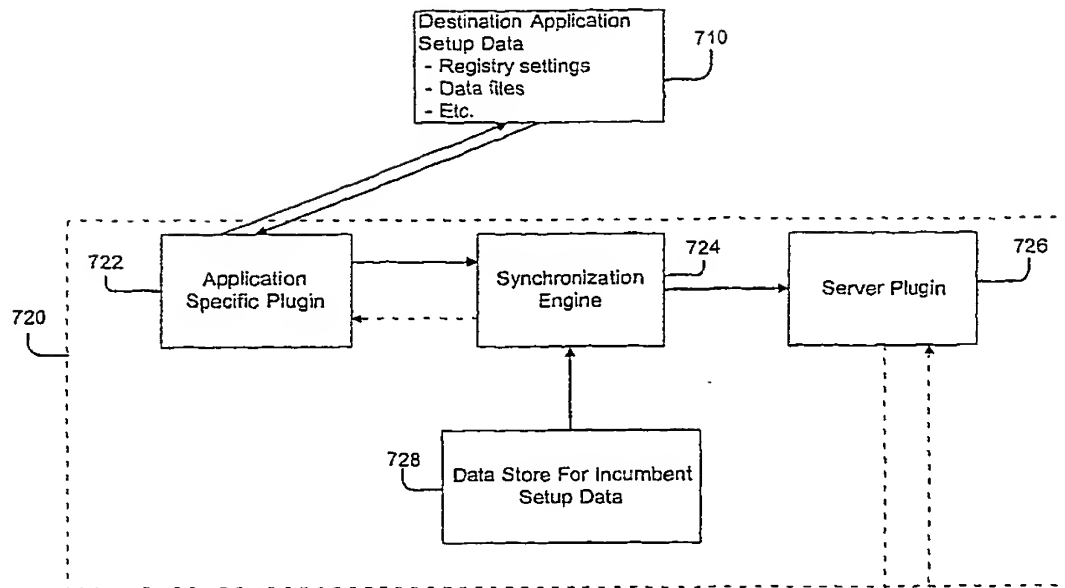 Destination Application
Setup Data
- Registry settings
- Data files
- Etc.
710
722
Application
Specific Plugin
Synchronization
Engine
724
Server Plugin
726
720
728
Data Store For Incumbent
Setup Data